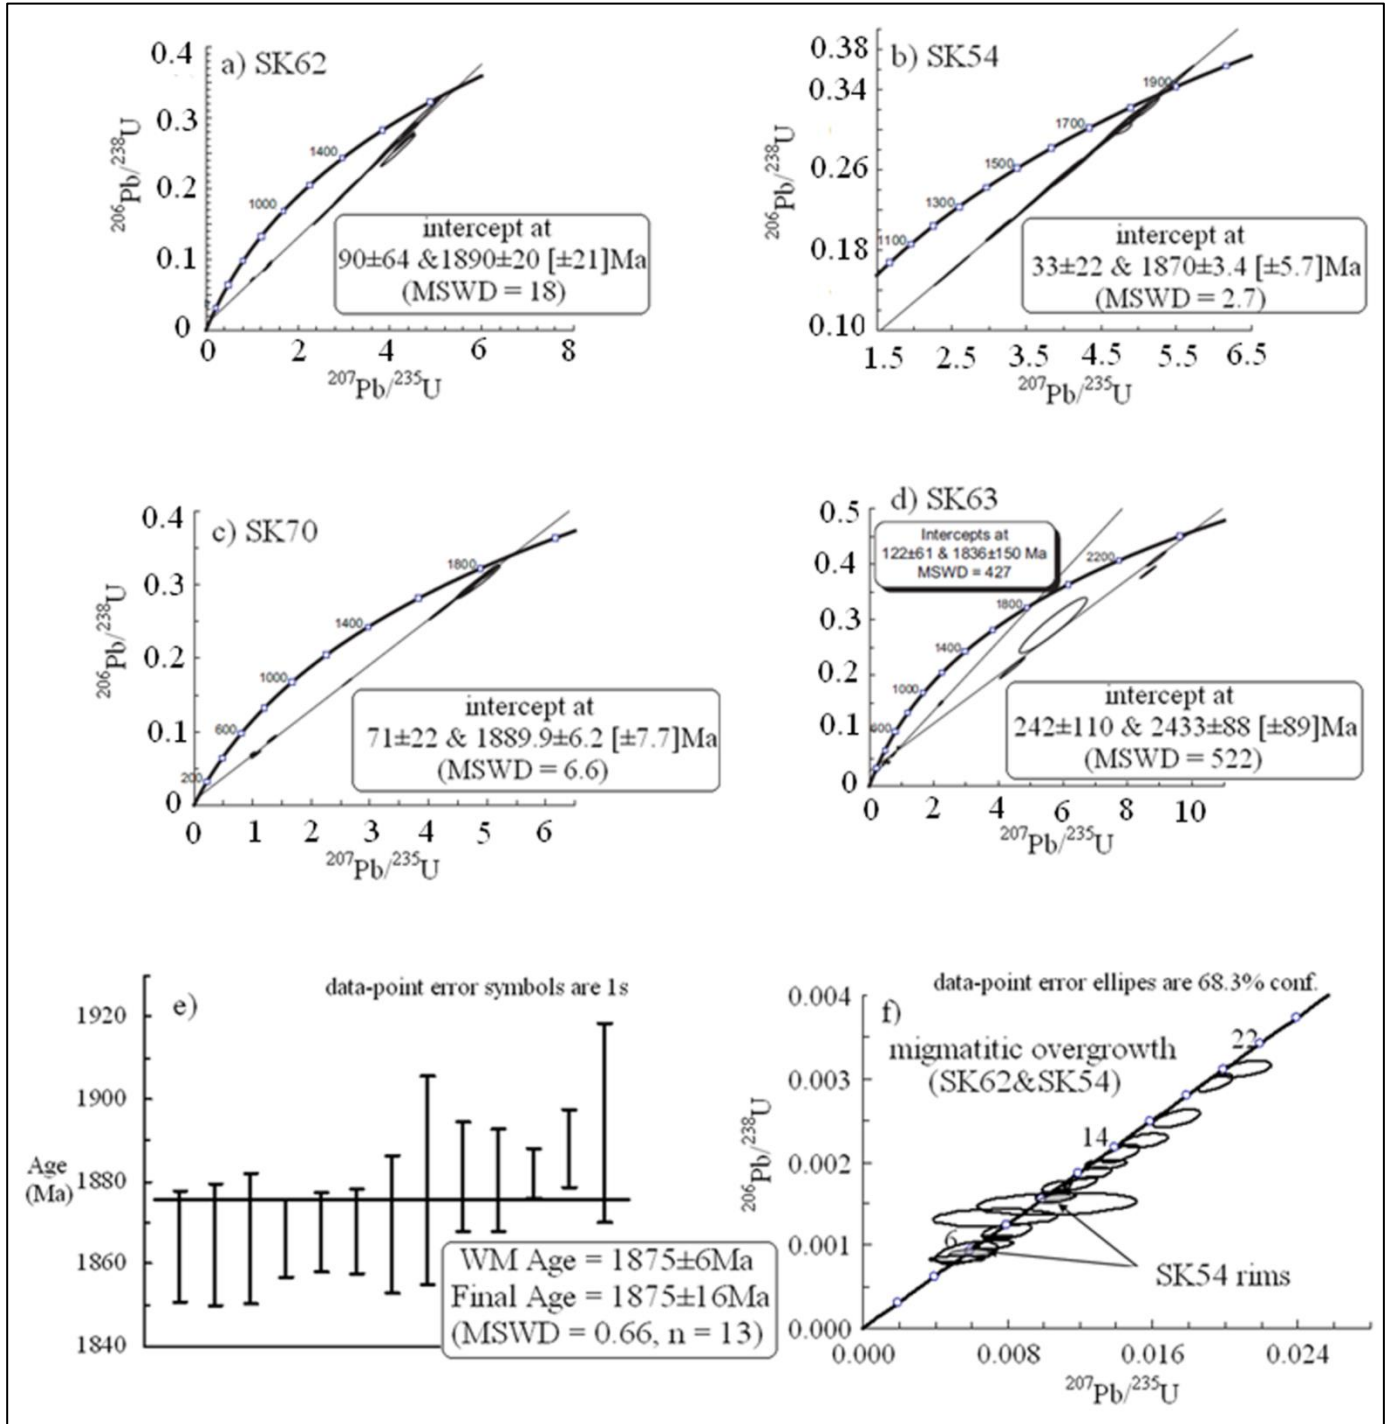 a) SK62
0.4
0.3
0.2
0.1
0
1400
1000
intercept at
90±64 &1890±20 [±21]Ma
(MSWD = 18)
0 2 4 6 8
206Pb/238U
207Pb/235U
b) SK54
0.38
0.34
0.26
0.18
0.10
1900
1700
1500
1300
1100
intercept at
33±22 & 1870±3.4 [±5.7]Ma
(MSWD = 2.7)
1.5 2.5 3.5 4.5 5.5 6.5
206Pb/238U
207Pb/235U
c) SK70
0.4
0.3
0.2
0.1
0
1800
1400
1000
600
200
intercept at
71±22 & 1889.9±6.2 [±7.7]Ma
(MSWD = 6.6)
0 1 2 3 4 5 6
206Pb/238U
207Pb/235U
d) SK63
0.5
0.4
0.3
0.2
0.1
0
Intercepts at
122±61 & 1836±150 Ma
MSWD = 427
2200
1800
1400
1000
600
intercept at
242±110 & 2433±88 [±89]Ma
(MSWD = 522)
0 2 4 6 8 10
206Pb/238U
207Pb/235U
e)
data-point error symbols are 1s
1920
1900
1880
1860
1840
Age
(Ma)
WM Age = 1875±6Ma
Final Age = 1875±16Ma
(MSWD = 0.66, n = 13)
data-point error ellipes are 68.3% conf.
f)
migmatitic overgrowth
(SK62&SK54)
0.004
0.003
0.002
0.001
0.000
22
14
6
SK54 rims
0.000 0.008 0.016 0.024
206Pb/238U
207Pb/235U